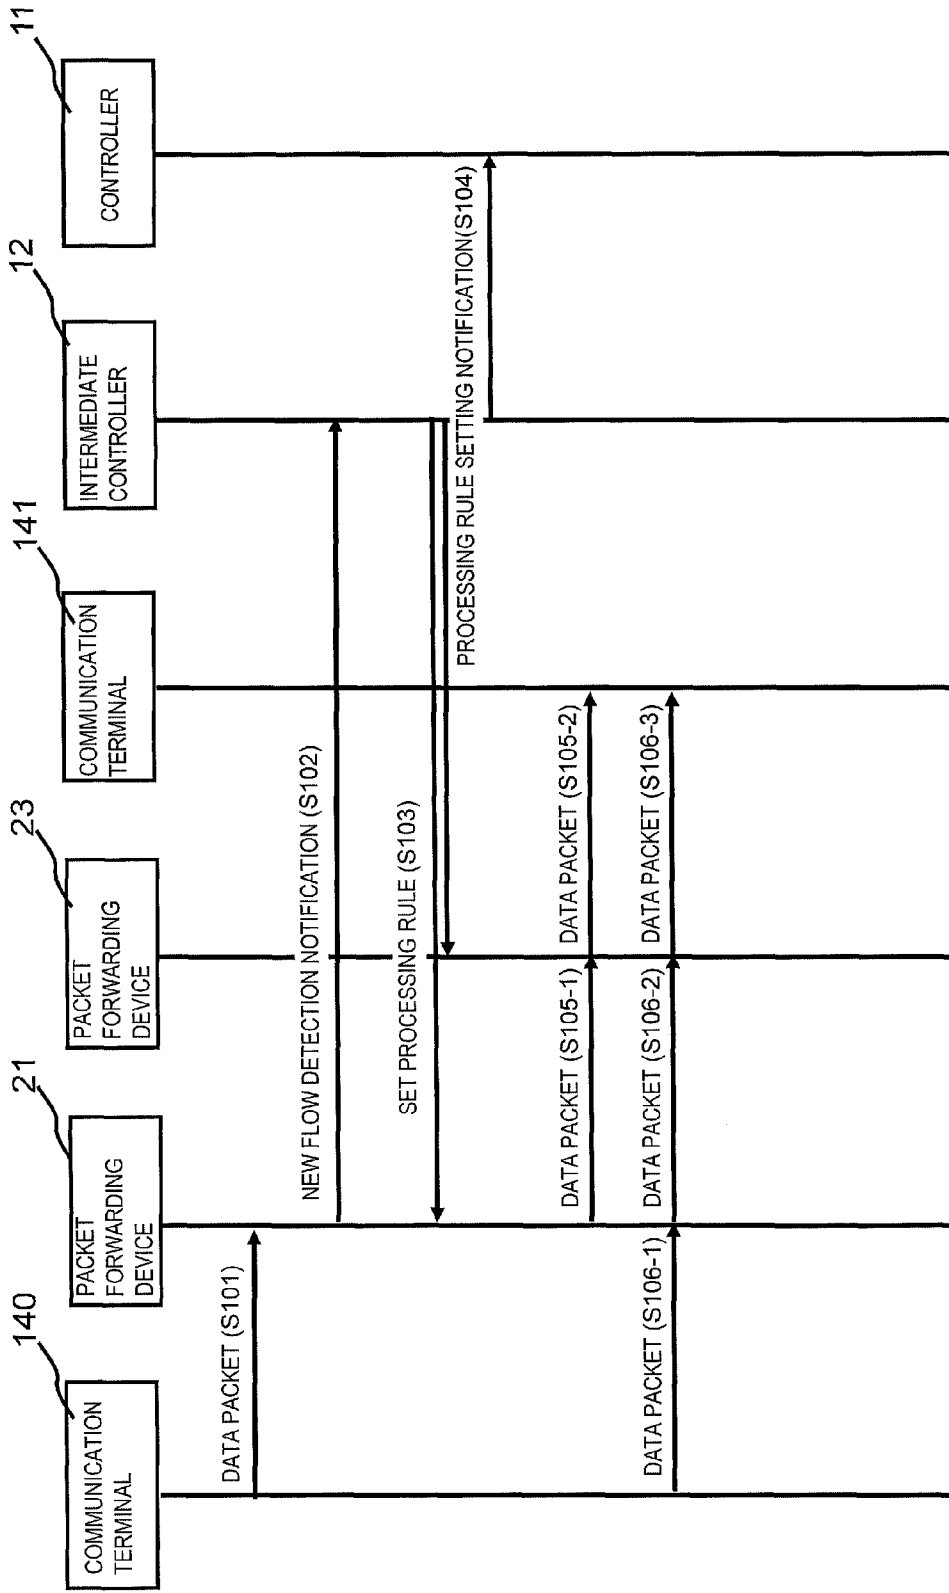 140
COMMUNICATION
TERMINAL
21
PACKET
FORWARDING
DEVICE
23
PACKET
FORWARDING
DEVICE
141
COMMUNICATION
TERMINAL
12
INTERMEDIATE
CONTROLLER
11
CONTROLLER
DATA PACKET (S101)
NEW FLOW DETECTION NOTIFICATION (S102)
SET PROCESSING RULE (S103)
PROCESSING RULE SETTING NOTIFICATION(S104)
DATA PACKET (S105-1)
DATA PACKET (S105-2)
DATA PACKET (S106-1)
DATA PACKET (S106-2)
DATA PACKET (S106-3)